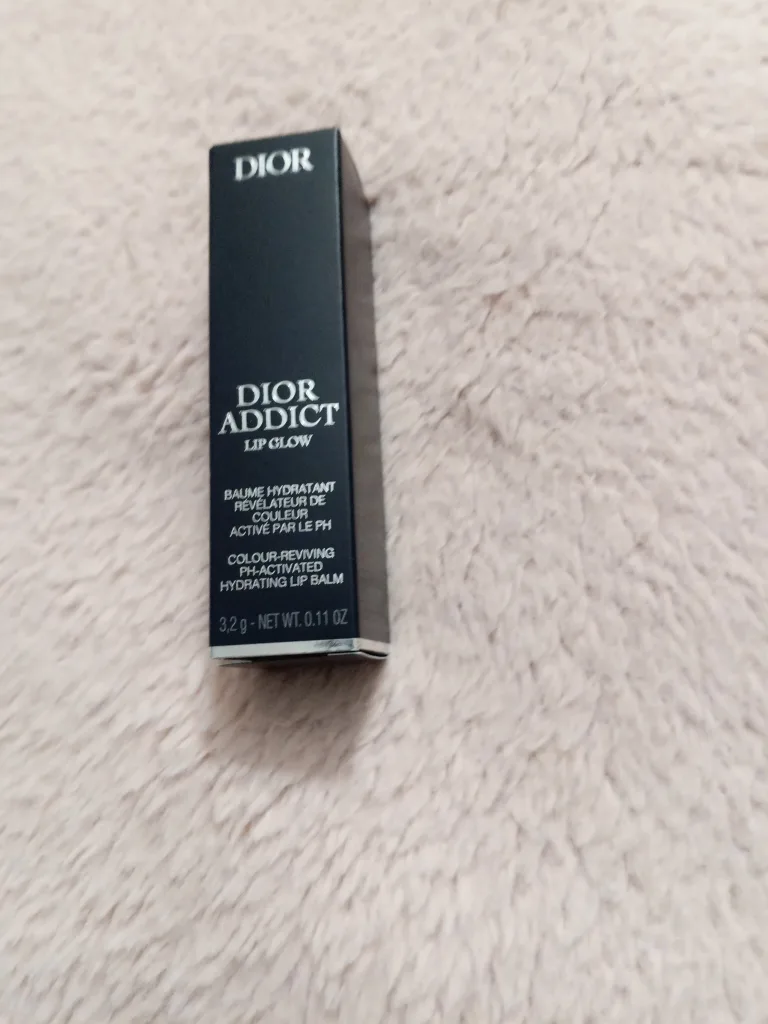 DIOR
DIOR
ADDICT
LIP GLOW
BAUME HYDRATANT
RÉVÉLATEUR DE
COULEUR
ACTIVÉ PAR LE PH
COLOUR-REVIVING
PH-ACTIVATED
HYDRATING LIP BALM
3,2 g - NET WT. 0.11 OZ